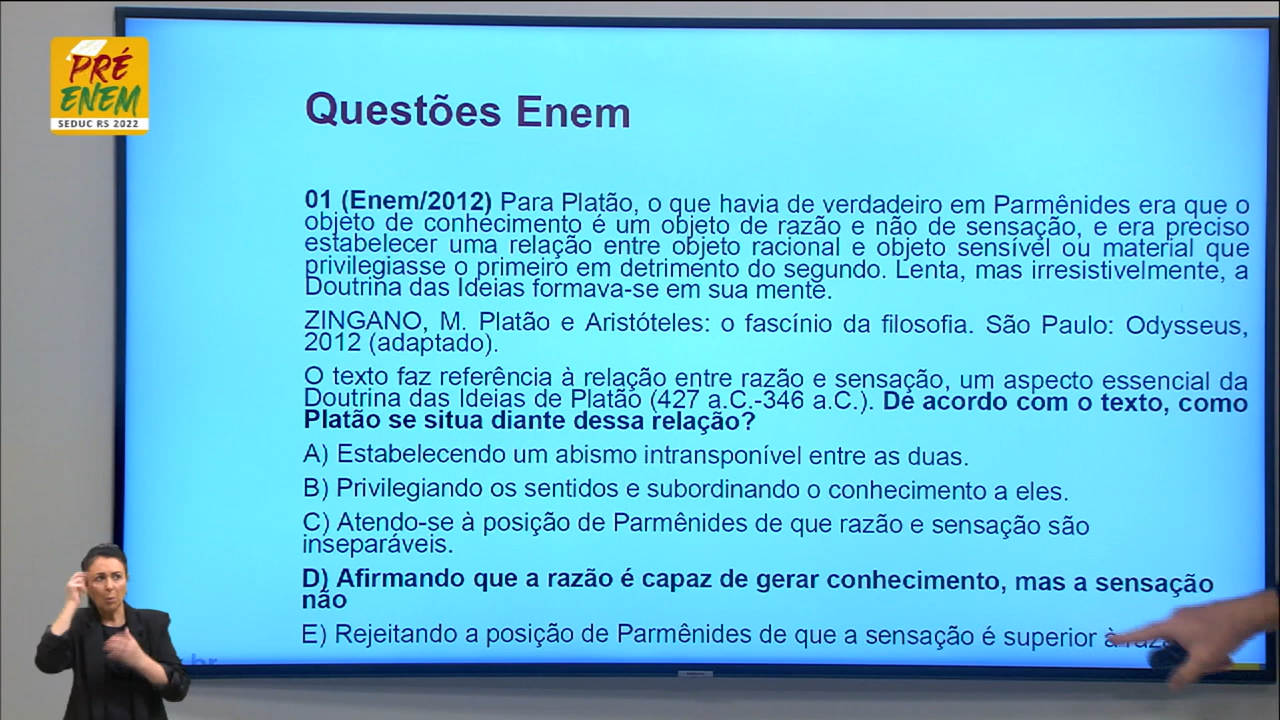 PRÉ
ENEM
SEDUC RS 2022
Questões Enem
01 (Enem/2012) Para Platão, o que havia de verdadeiro em Parmênides era que o
objeto de conhecimento é um objeto de razão e não de sensação, e era preciso
estabelecer uma relação entre objeto racional e objeto sensível ou material que
privilegiasse o primeiro em detrimento do segundo. Lenta, mas irresistivelmente, a
Doutrina das Ideias formava-se em sua mente.
ZINGANO, M. Platão e Aristóteles: o fascínio da filosofia. São Paulo: Odysseus,
2012 (adaptado).
O texto faz referência à relação entre razão e sensação, um aspecto essencial da
Doutrina das Ideias de Platão (427 a.C.-346 a.C.). De acordo com o texto, como
Platão se situa diante dessa relação?
A) Estabelecendo um abismo intransponível entre as duas.
B) Privilegiando os sentidos e subordinando o conhecimento a eles.
C) Atendo-se à posição de Parmênides de que razão e sensação são
inseparáveis.
D) Afirmando que a razão é capaz de gerar conhecimento, mas a sensação
não
E) Rejeitando a posição de Parmênides de que a sensação é superior à